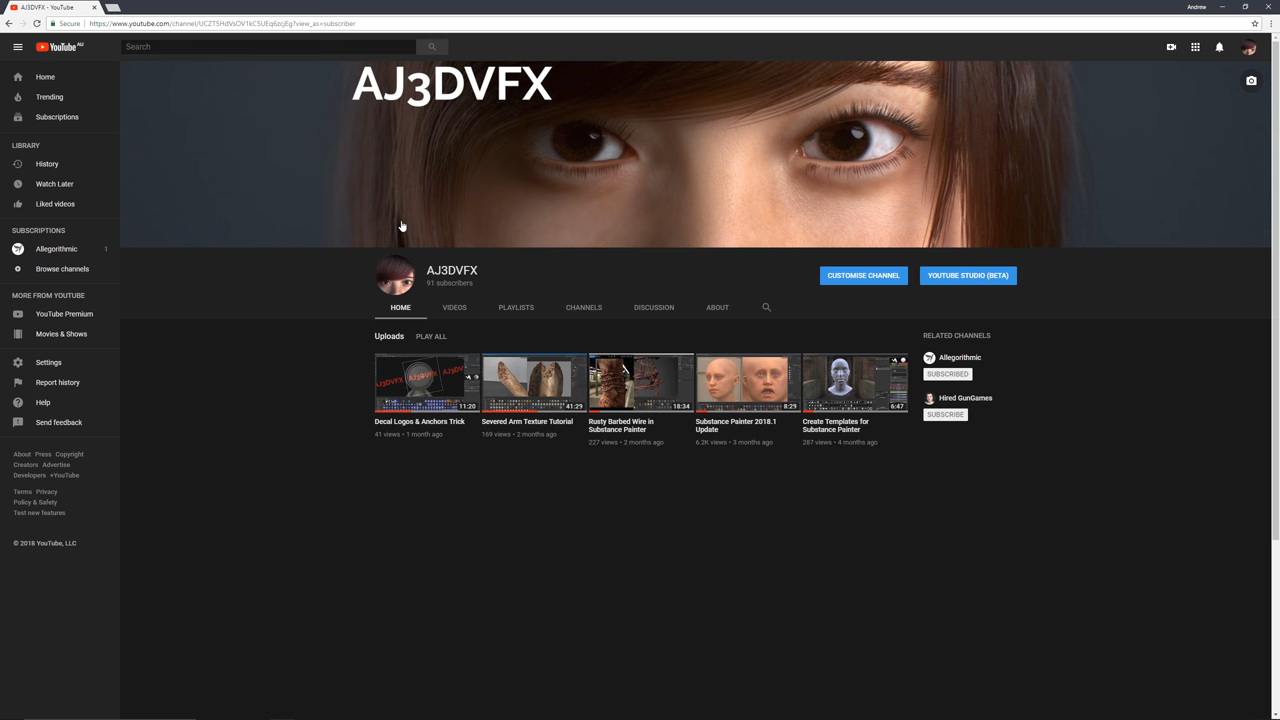 AJ3DVFX - YouTube
Andrew
Secure
https://www.youtube.com/channel/UCZTSHdVsOV1kC5UEq6zcjEg?view_as=subscriber
YouTube AU
Search
Home
Trending
Subscriptions
LIBRARY
History
Watch Later
Liked videos
SUBSCRIPTIONS
Allegorithmic 1
Browse channels
MORE FROM YOUTUBE
YouTube Premium
Movies & Shows
Settings
Report history
Help
Send feedback
About Press Copyright
Creators Advertise
Developers +YouTube
Terms Privacy
Policy & Safety
Test new features
© 2018 YouTube, LLC
AJ3DVFX
AJ3DVFX
91 subscribers
CUSTOMISE CHANNEL
YOUTUBE STUDIO (BETA)
HOME VIDEOS PLAYLISTS CHANNELS DISCUSSION ABOUT
Uploads PLAY ALL
AJ3DVFX AJ3DVFX AJ3DV
11:20
Decal Logos & Anchors Trick
41 views • 1 month ago
41:29
Severed Arm Texture Tutorial
169 views • 2 months ago
18:34
Rusty Barbed Wire in
Substance Painter
227 views • 2 months ago
8:29
Substance Painter 2018.1
Update
6.2K views • 3 months ago
6:47
Create Templates for
Substance Painter
287 views • 4 months ago
RELATED CHANNELS
Allegorithmic
SUBSCRIBED
Hired GunGames
SUBSCRIBE